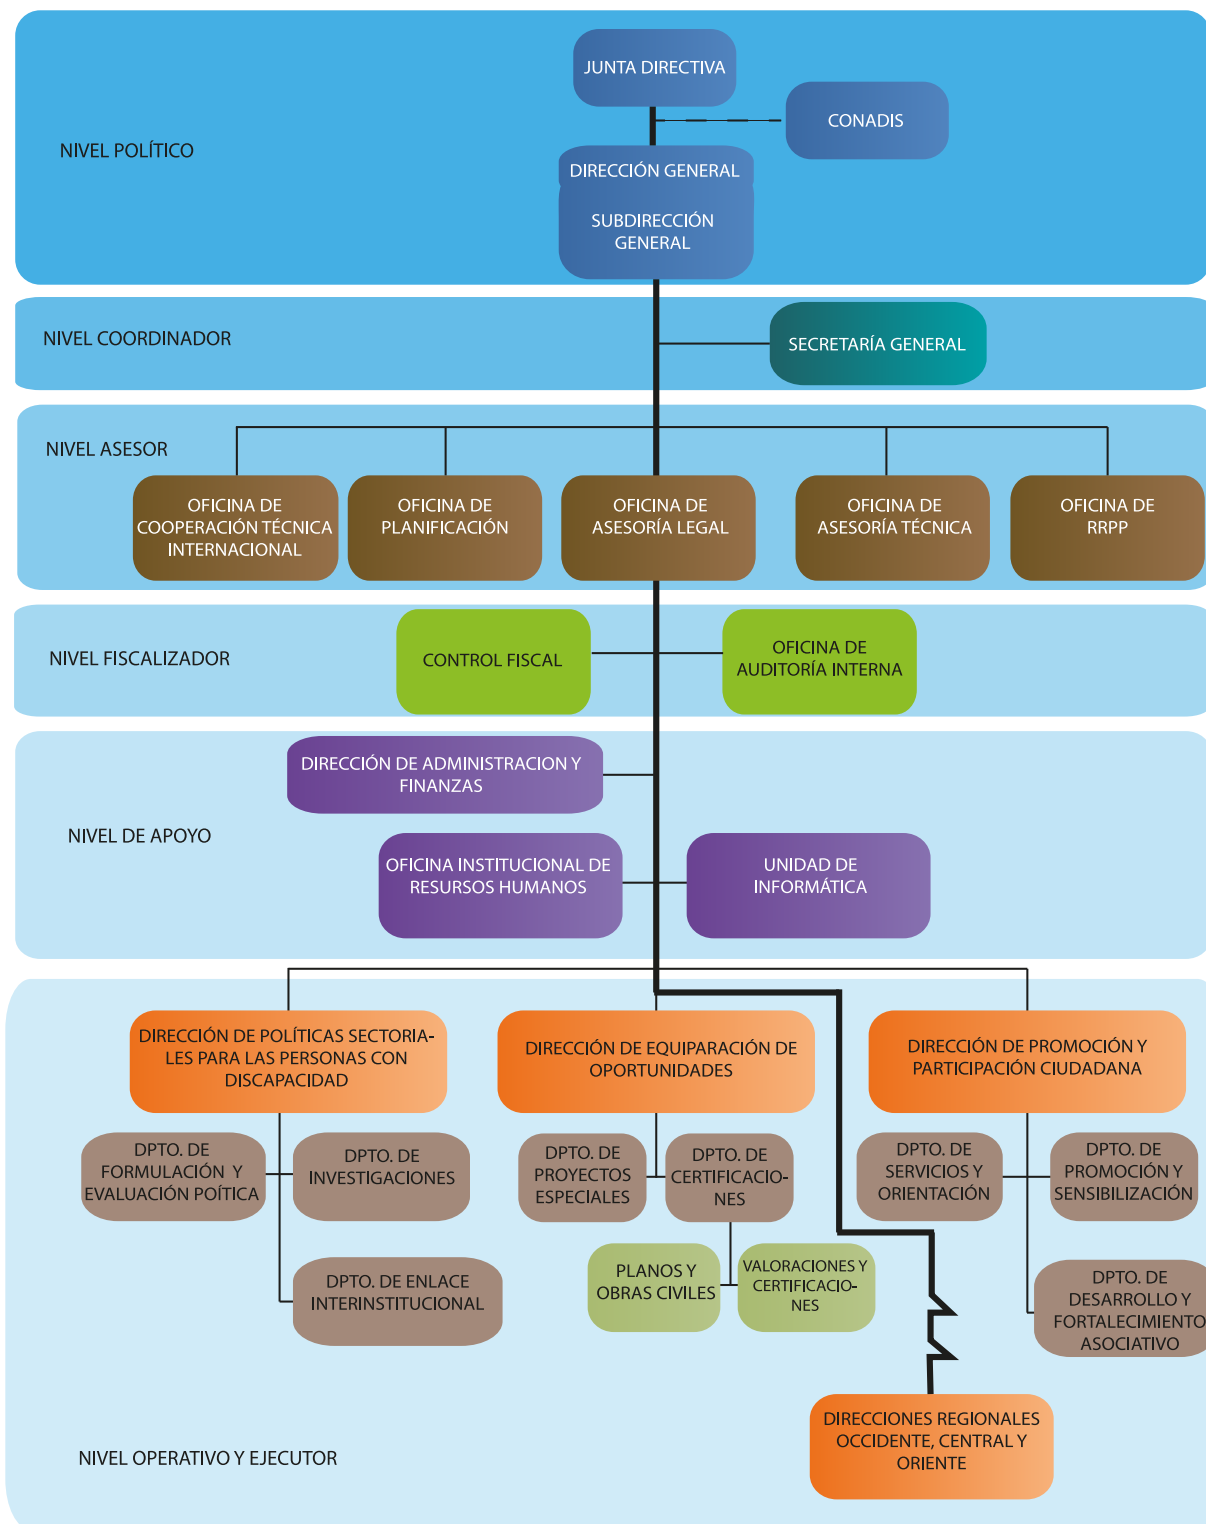 JUNTA DIRECTIVA
CONADIS
NIVEL POLÍTICO
DIRECCIÓN GENERAL
SUBDIRECCIÓN
GENERAL
NIVEL COORDINADOR
SECRETARÍA GENERAL
NIVEL ASESOR
OFICINA DE
COOPERACIÓN TÉCNICA
INTERNACIONAL
OFICINA DE
PLANIFICACIÓN
OFICINA DE
ASESORÍA LEGAL
OFICINA DE
ASESORÍA TÉCNICA
OFICINA DE
RRPP
NIVEL FISCALIZADOR
CONTROL FISCAL
OFICINA DE
AUDITORÍA INTERNA
DIRECCIÓN DE ADMINISTRACION Y
FINANZAS
NIVEL DE APOYO
OFICINA INSTITUCIONAL DE
RESURSOS HUMANOS
UNIDAD DE
INFORMÁTICA
DIRECCIÓN DE POLÍTICAS SECTORIA-
LES PARA LAS PERSONAS CON
DISCAPACIDAD
DIRECCIÓN DE EQUIPARACIÓN DE
OPORTUNIDADES
DIRECCIÓN DE PROMOCIÓN Y
PARTICIPACIÓN CIUDADANA
DPTO. DE
FORMULACIÓN Y
EVALUACIÓN POÍTICA
DPTO. DE
INVESTIGACIONES
DPTO. DE
PROYECTOS
ESPECIALES
DPTO. DE
CERTIFICACIO-
NES
DPTO. DE
SERVICIOS Y
ORIENTACIÓN
DPTO. DE
PROMOCIÓN Y
SENSIBILIZACIÓN
DPTO. DE ENLACE
INTERINSTITUCIONAL
PLANOS Y
OBRAS CIVILES
VALORACIONES Y
CERTIFICACIO-
NES
DPTO. DE
DESARROLLO Y
FORTALECIMIENTO
ASOCIATIVO
DIRECCIONES REGIONALES
OCCIDENTE, CENTRAL Y
ORIENTE
NIVEL OPERATIVO Y EJECUTOR